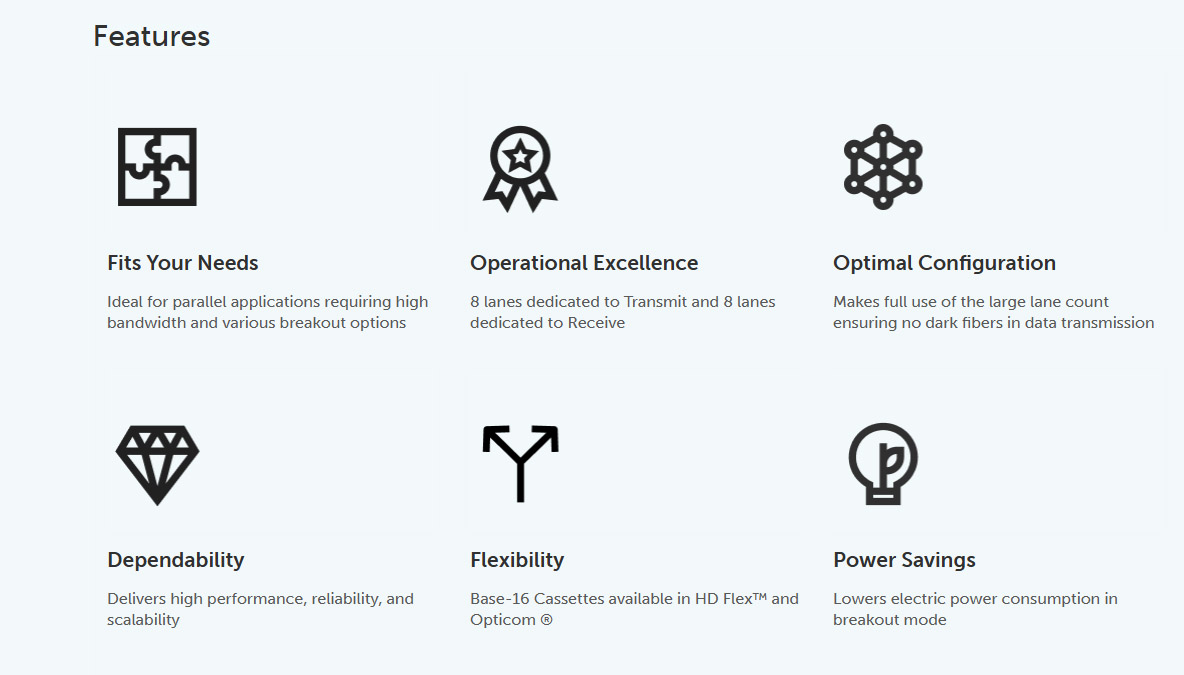 Features
Fits Your Needs
Ideal for parallel applications requiring high
bandwidth and various breakout options
Operational Excellence
8 lanes dedicated to Transmit and 8 lanes
dedicated to Receive
Optimal Configuration
Makes full use of the large lane count
ensuring no dark fibers in data transmission
Dependability
Delivers high performance, reliability, and
scalability
Flexibility
Base-16 Cassettes available in HD Flex™ and
Opticom ®
Power Savings
Lowers electric power consumption in
breakout mode